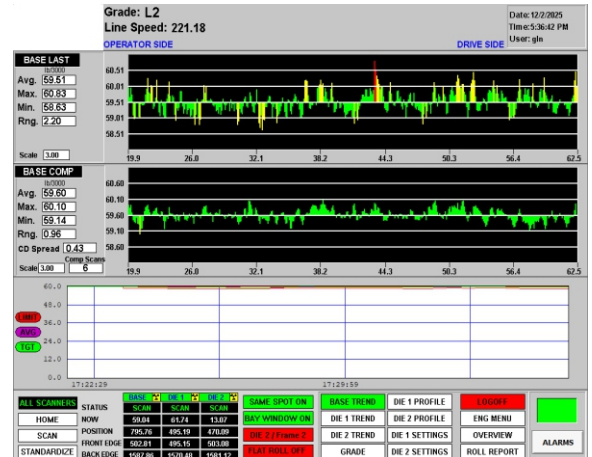 Grade: L2
Line Speed: 221.18
Date: 12/2/2025
Time: 5:36:42 PM
User: gln
OPERATOR SIDE
DRIVE SIDE
BASE LAST
lb/3000
Avg. 59.51
Max. 60.83
Min. 58.63
Rng. 2.20
Scale 3.00
60.51
60.01
59.51
59.01
58.51
19.9 26.0 32.1 38.2 44.3 50.3 56.4 62.5
BASE COMP
lb/3000
Avg. 59.60
Max. 60.10
Min. 59.14
Rng. 0.96
CD Spread 0.43
Comp Scans
Scale 3.00 6
60.60
60.10
59.60
59.10
58.60
19.9 26.0 32.1 38.2 44.3 50.3 56.4 62.5
60.0
48.0
36.0
24.0
12.0
0.0
LIMIT
AVG
TGT
17:22:29 17:29:59
ALL SCANNERS
HOME
SCAN
STANDARDIZE
BASE DIE 1 DIE 2
STATUS SCAN SCAN SCAN
NOW 59.04 61.74 13.07
POSITION 795.76 495.19 470.09
FRONT EDGE 502.81 495.15 503.08
BACK EDGE 1587.86 1570.48 1581.12
SAME SPOT ON
BAY WINDOW ON
DIE 2 / Frame 2
FLAT ROLL OFF
BASE TREND DIE 1 PROFILE LOGOFF
DIE 1 TREND DIE 2 PROFILE ENG MENU
DIE 2 TREND DIE 1 SETTINGS OVERVIEW
GRADE DIE 2 SETTINGS ROLL REPORT
ALARMS